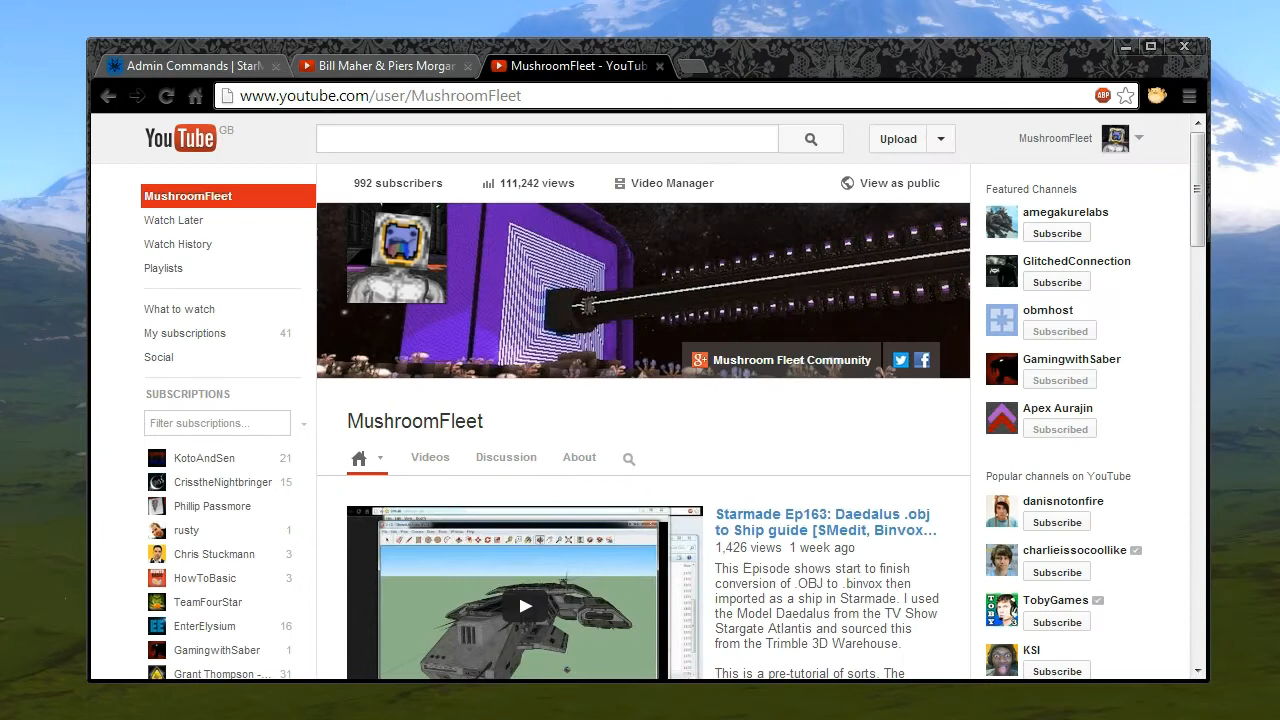 Admin Commands | StarM
Bill Maher & Piers Morgan
MushroomFleet - YouTub
www.youtube.com/user/MushroomFleet
ABP
YouTube GB
Upload
MushroomFleet
MushroomFleet
Watch Later
Watch History
Playlists
What to watch
My subscriptions 41
Social
SUBSCRIPTIONS
Filter subscriptions...
KotoAndSen 21
CrisstheNightbringer 15
Phillip Passmore
rusty 1
Chris Stuckmann 3
HowToBasic 3
TeamFourStar
EnterElysium 16
GamingwithSaber 1
Grant Thompson -... 31
992 subscribers
111,242 views
Video Manager
View as public
g+ Mushroom Fleet Community
MushroomFleet
Videos
Discussion
About
Starmade Ep163: Daedalus .obj
to Ship guide [SMedit, Binvox...
1,426 views 1 week ago
This Episode shows start to finish
conversion of .OBJ to .binvox then
imported as a ship in Starmade. I used
the Model Daedalus from the TV Show
Stargate Atlantis and sourced this
from the Trimble 3D Warehouse.
This is a pre-tutorial of sorts. The
Featured Channels
amegakurelabs
Subscribe
GlitchedConnection
Subscribe
obmhost
Subscribed
GamingwithSaber
Subscribed
Apex Aurajin
Subscribed
Popular channels on YouTube
danisnotonfire
Subscribe
charlieissocoollike
Subscribe
TobyGames
Subscribe
KSI
Subscribe